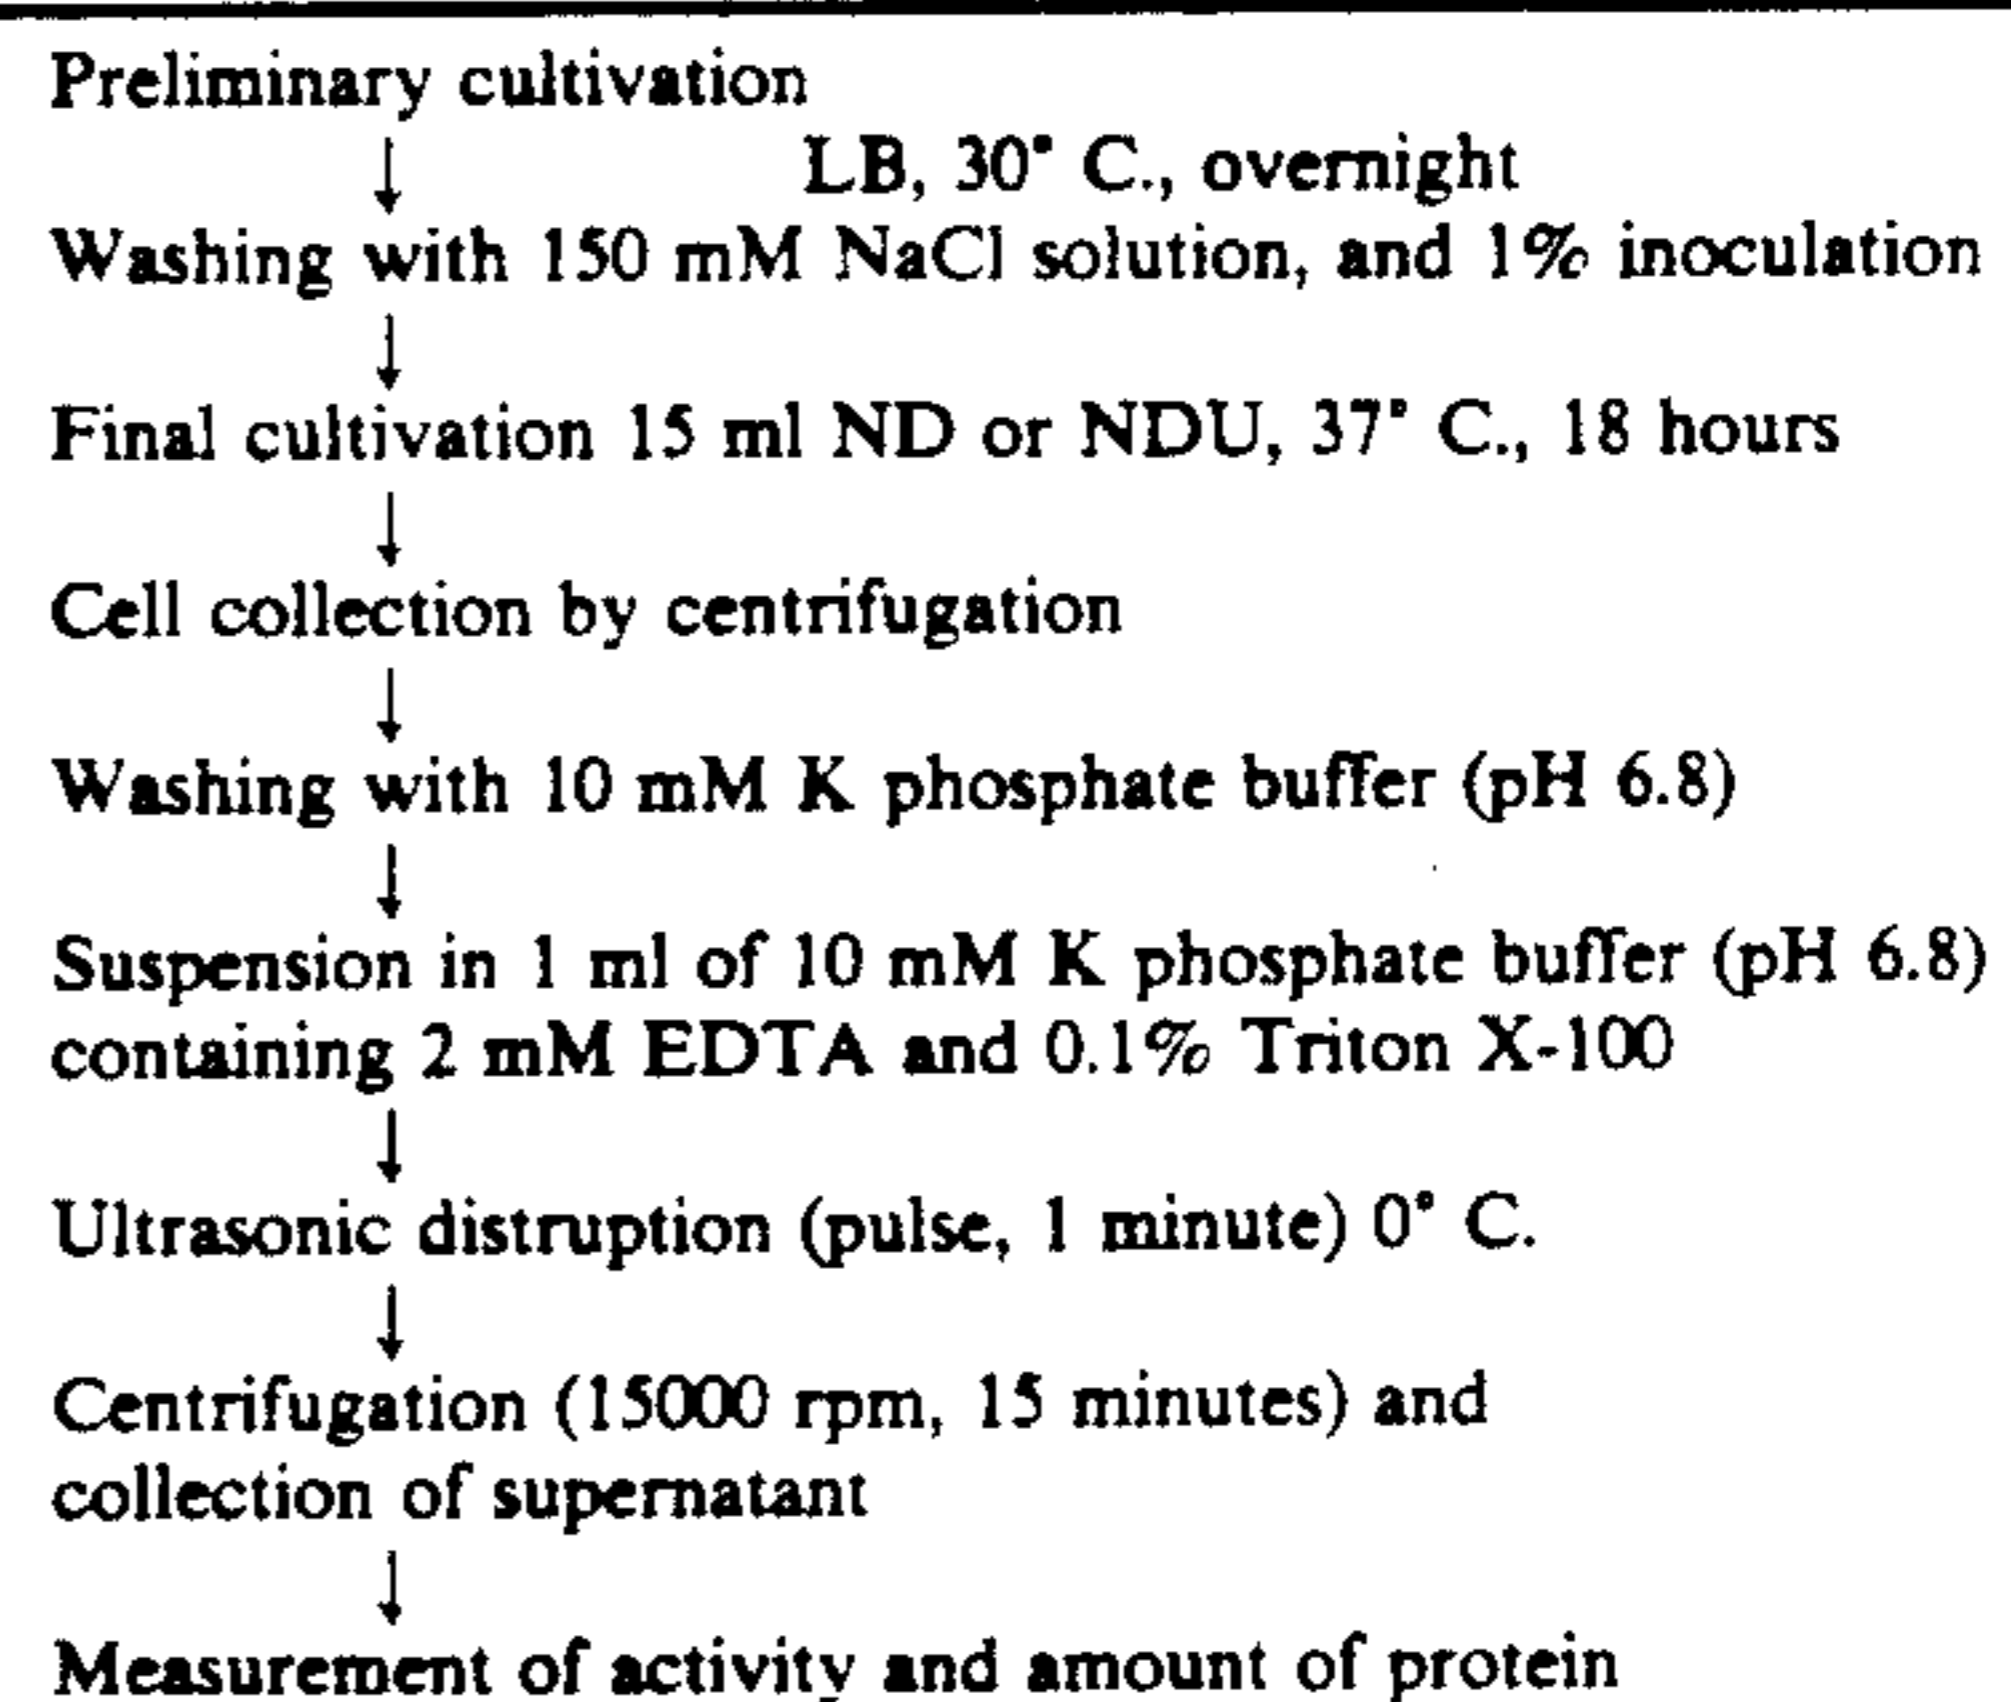 Preliminary cultivation
↓
LB, 30° C., overnight
Washing with 150 mM NaCl solution, and 1% inoculation
↓
Final cultivation 15 ml ND or NDU, 37° C., 18 hours
↓
Cell collection by centrifugation
↓
Washing with 10 mM K phosphate buffer (pH 6.8)
↓
Suspension in 1 ml of 10 mM K phosphate buffer (pH 6.8)
containing 2 mM EDTA and 0.1% Triton X-100
↓
Ultrasonic distruption (pulse, 1 minute) 0° C.
↓
Centrifugation (15000 rpm, 15 minutes) and
collection of supernatant
↓
Measurement of activity and amount of protein